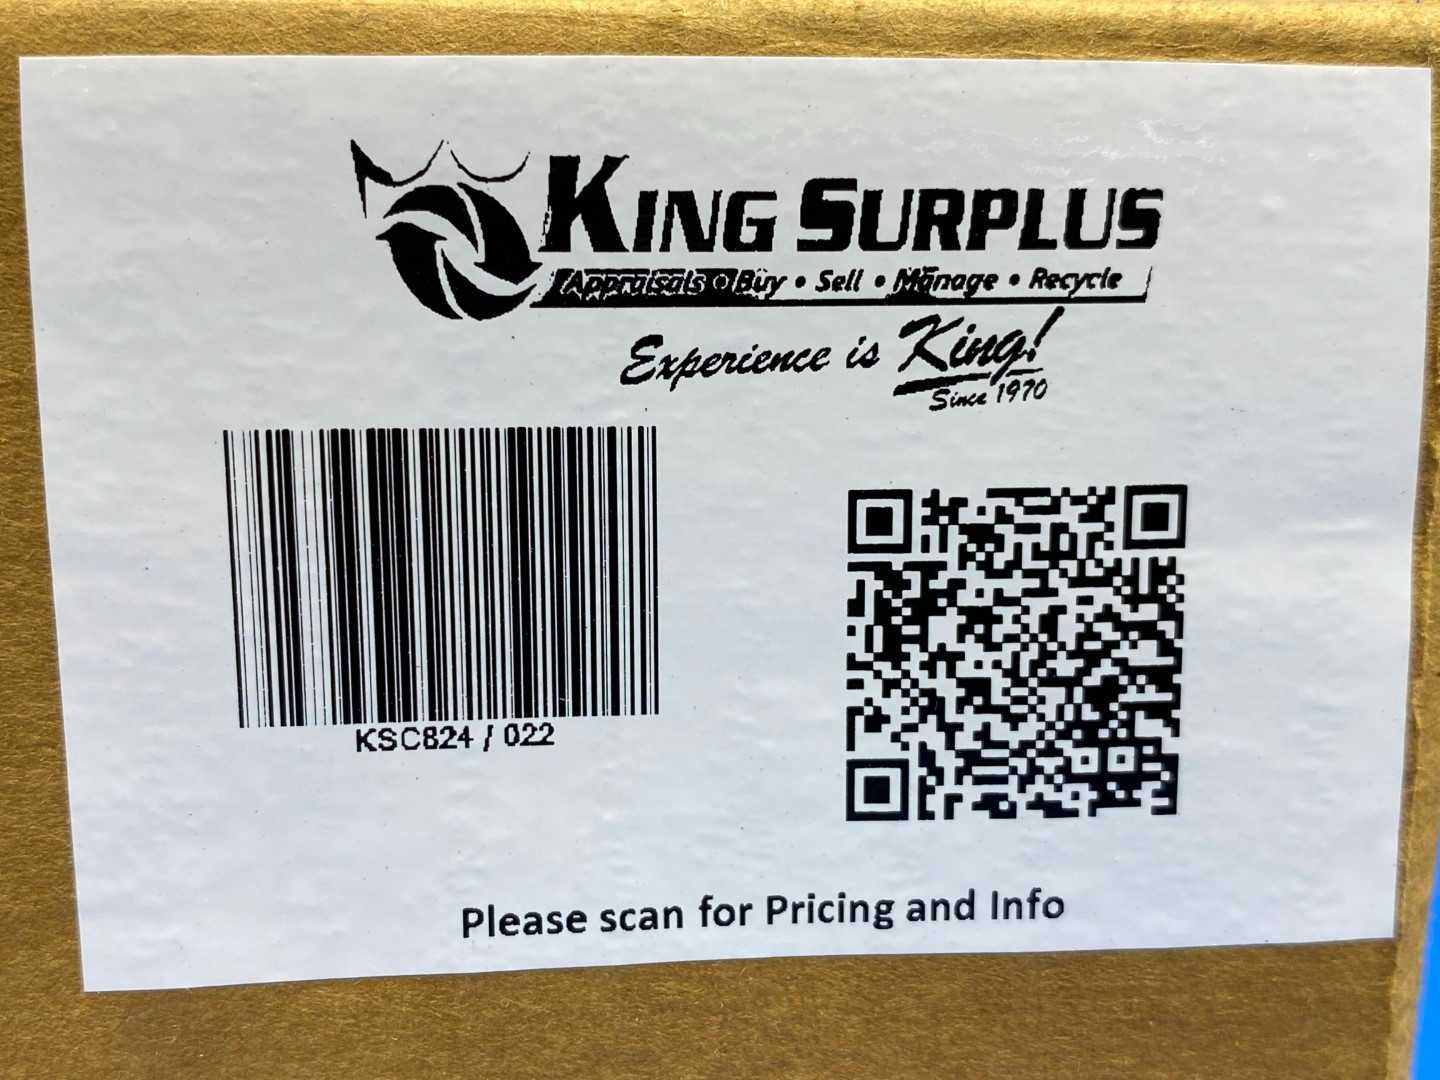 KING SURPLUS
Appraisals • Buy • Sell • Manage • Recycle
Experience is King!
Since 1970
KSC824 / 022
Please scan for Pricing and Info